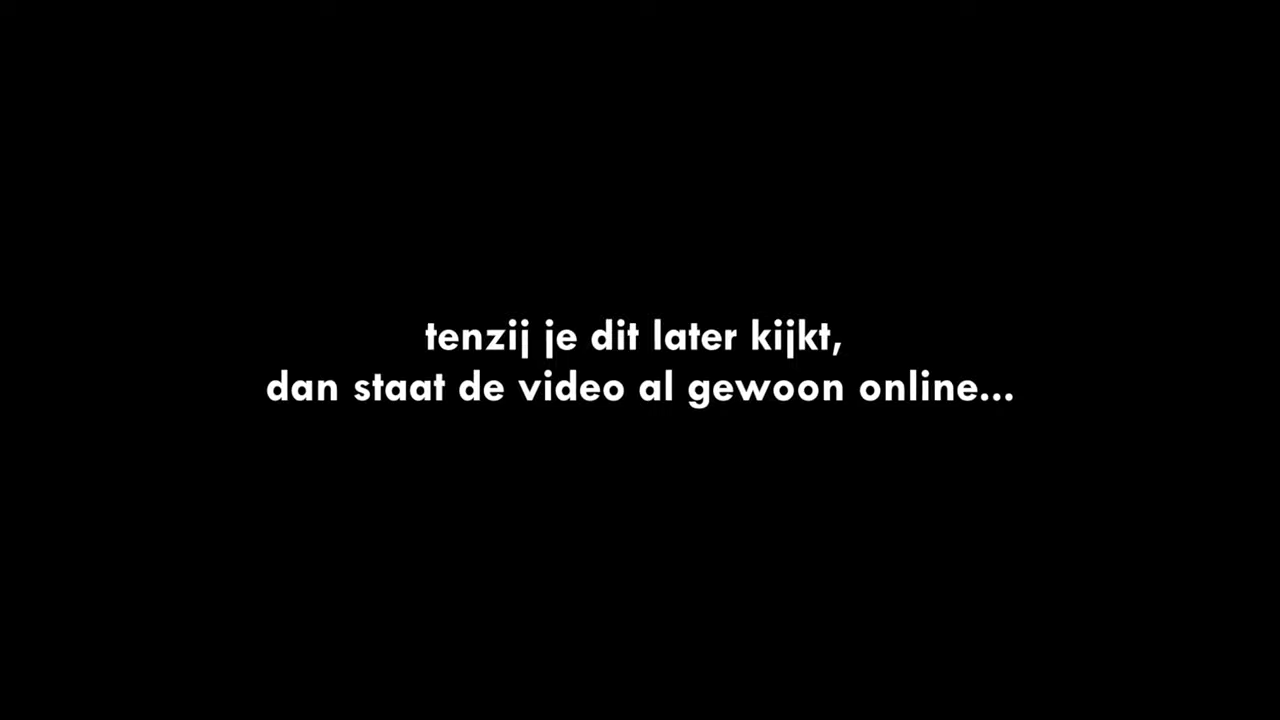 tenzij je dit later kijkt,
dan staat de video al gewoon online...